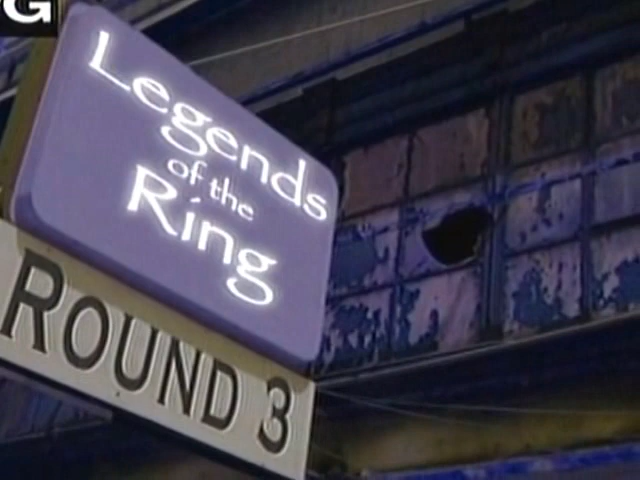 G
Legends
of the
Ring
ROUND 3